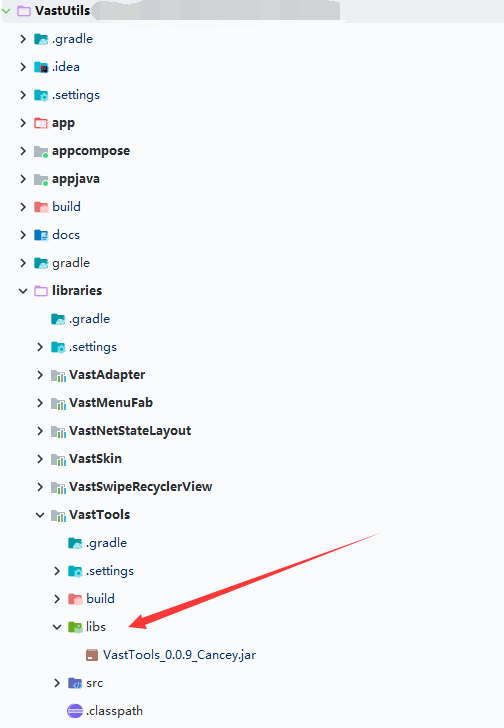 VastUtils
.gradle
.idea
.settings
app
appcompose
appjava
build
docs
gradle
libraries
.gradle
.settings
VastAdapter
VastMenuFab
VastNetStateLayout
VastSkin
VastSwipeRecyclerView
VastTools
.gradle
.settings
build
libs
VastTools_0.0.9_Cancey.jar
src
.classpath